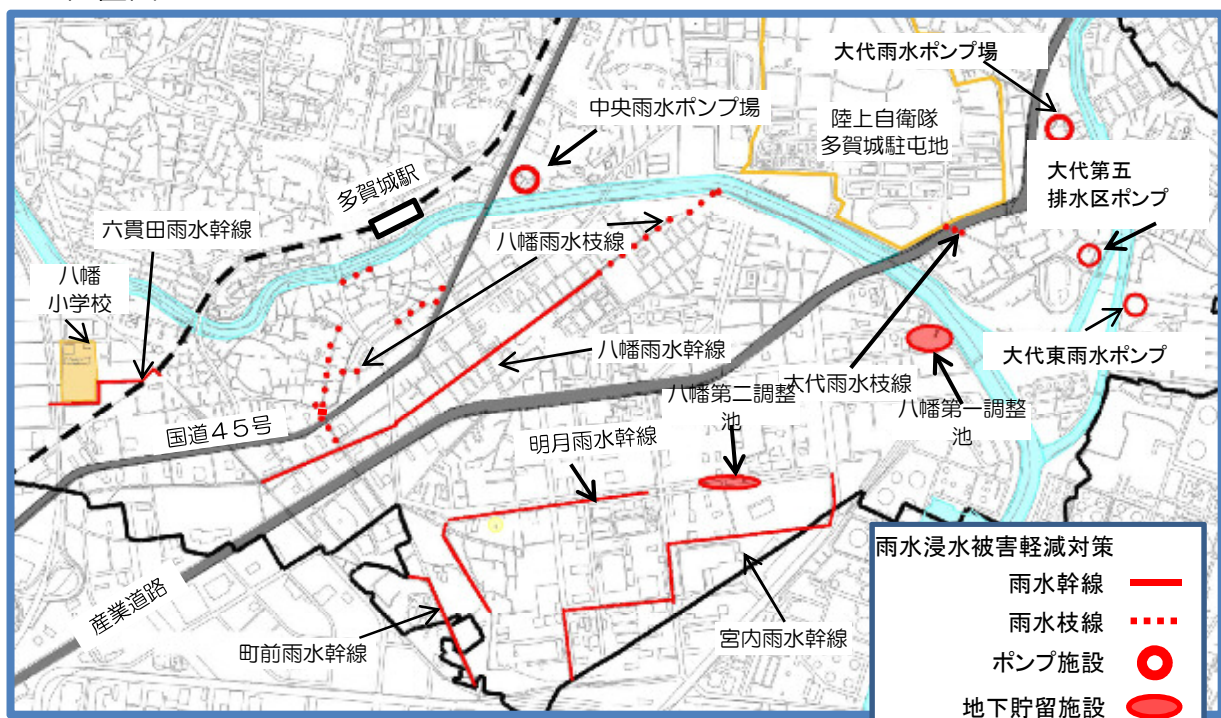 大代雨水ポンプ場
中央雨水ポンプ場
陸上自衛隊
多賀城駐屯地
大代第五
排水区ポンプ
多賀城駅
六貫田雨水幹線
八幡雨水枝線
八幡
小学校
八幡雨水幹線
大代東雨水ポンプ
大代雨水枝線
八幡第二調整
池
八幡第一調整
池
国道45号
明月雨水幹線
産業道路
町前雨水幹線
宮内雨水幹線
雨水浸水被害軽減対策
雨水幹線
雨水枝線
ポンプ施設
地下貯留施設